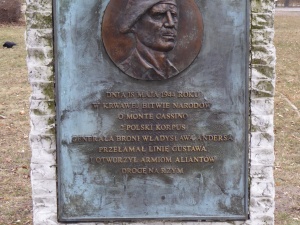 DNIA 18 MAJA 1944 ROKU
W KRWAWEJ BITWIE NARODÓW
O MONTE CASSINO
2 POLSKI KORPUS
GENERAŁA BRONI WŁADYSŁAWA ANDERSA
PRZEŁAMAŁ LINIĘ GUSTAWA
I OTWORZYŁ ARMIOM ALIANTÓW
DROGĘ NA RZYM